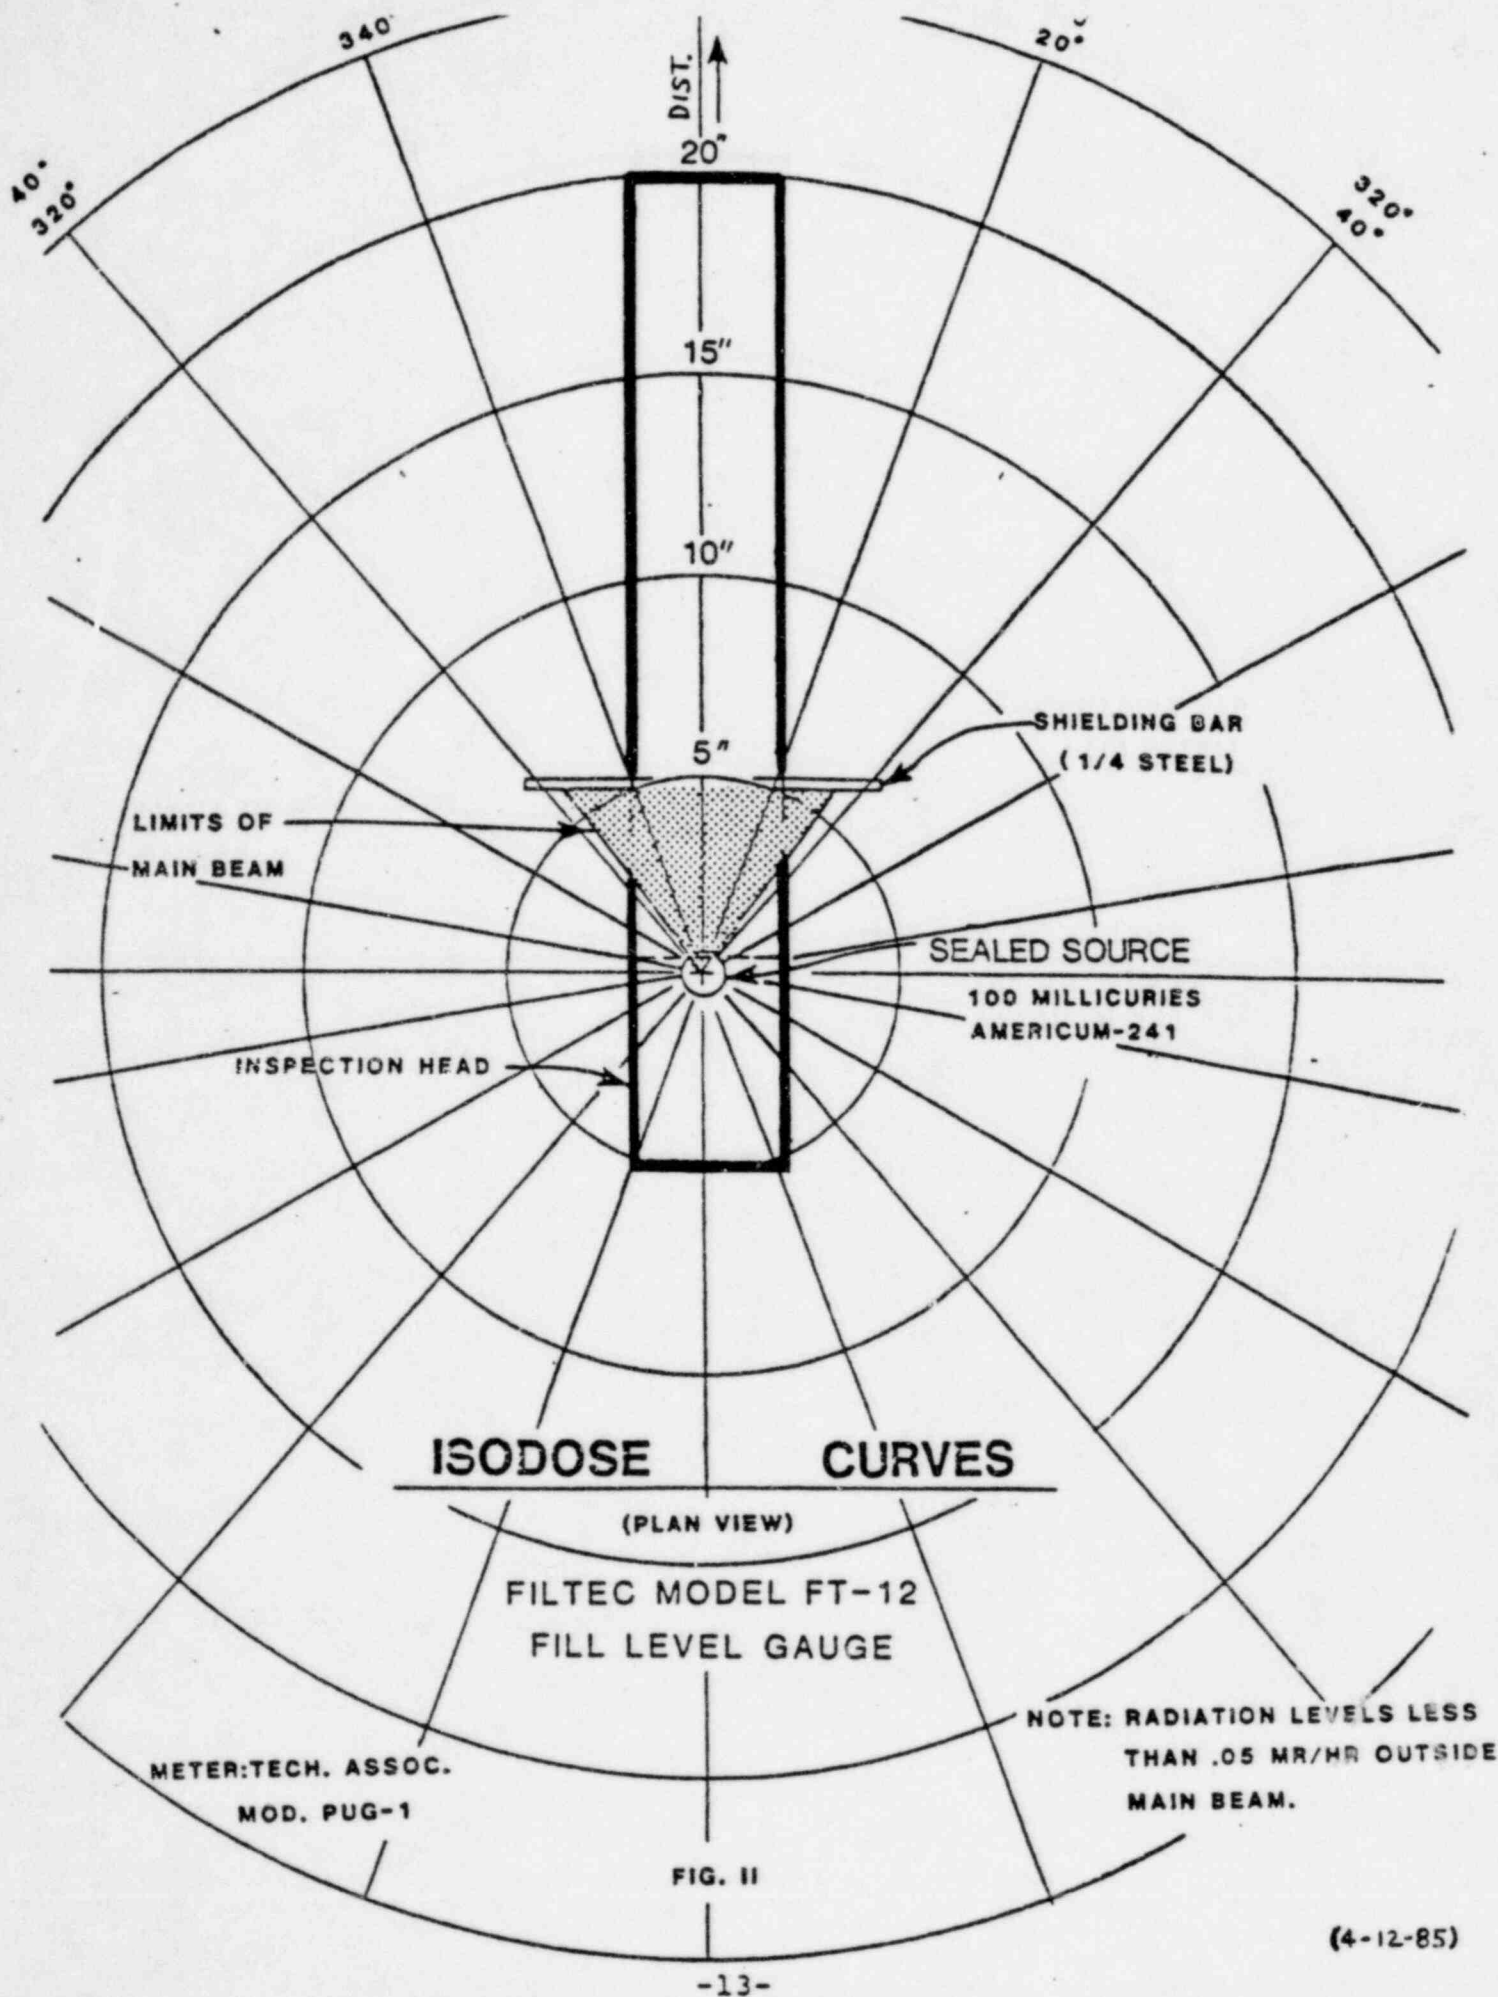 340
20°
DIST.
20"
40°
320°
320°
40°
15"
10"
5"
SHIELDING BAR
(1/4 STEEL)
LIMITS OF
MAIN BEAM
SEALED SOURCE
100 MILLICURIES
AMERICUM-241
INSPECTION HEAD
ISODOSE CURVES
(PLAN VIEW)
FILTEC MODEL FT-12
FILL LEVEL GAUGE
NOTE: RADIATION LEVELS LESS
THAN .05 MR/HR OUTSIDE
MAIN BEAM.
METER:TECH. ASSOC.
MOD. PUG-1
FIG. II
(4-12-85)
-13-